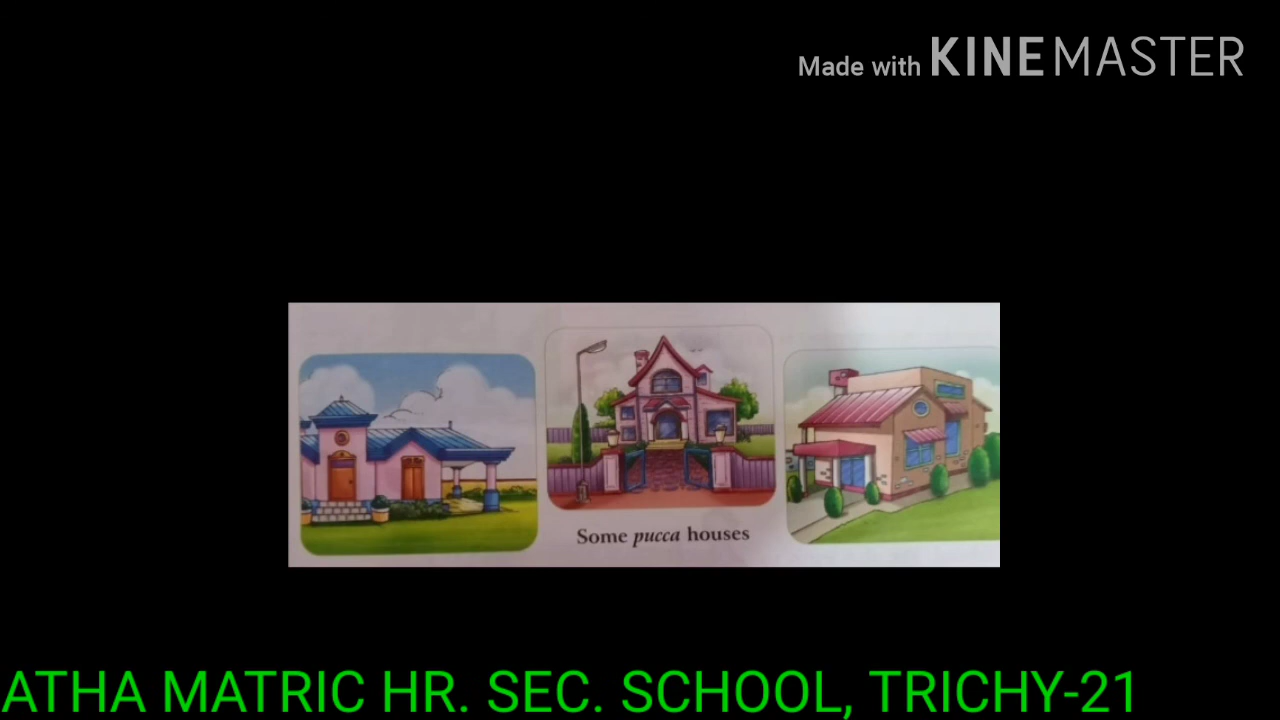 Made with KINEMASTER
Some pucca houses
ATHA MATRIC HR. SEC. SCHOOL, TRICHY-21